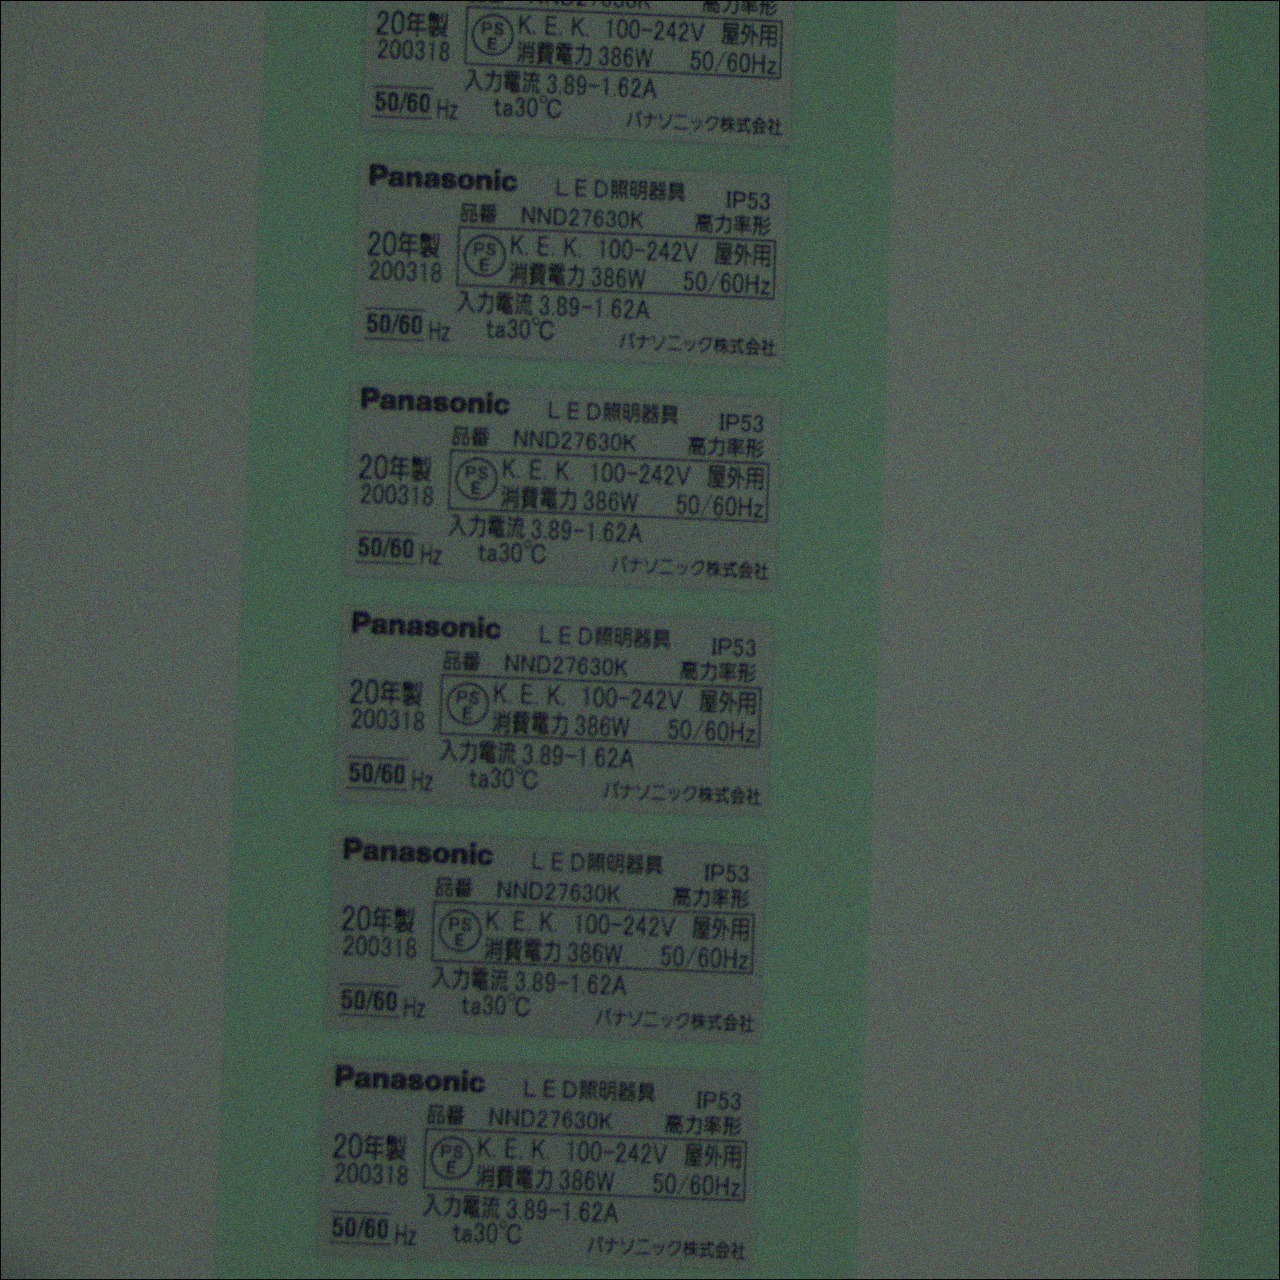 NND27630K 高力率形
20年製 PS E K. E. K. 100-242V 屋外用
200318 消費電力 386W 50/60Hz
入力電流 3.89-1.62A
50/60 Hz ta30℃ パナソニック株式会社
Panasonic LED照明器具 IP53
品番 NND27630K 高力率形
20年製 PS E K. E. K. 100-242V 屋外用
200318 消費電力 386W 50/60Hz
入力電流 3.89-1.62A
50/60 Hz ta30℃ パナソニック株式会社
Panasonic LED照明器具 IP53
品番 NND27630K 高力率形
20年製 PS E K. E. K. 100-242V 屋外用
200318 消費電力 386W 50/60Hz
入力電流 3.89-1.62A
50/60 Hz ta30℃ パナソニック株式会社
Panasonic LED照明器具 IP53
品番 NND27630K 高力率形
20年製 PS E K. E. K. 100-242V 屋外用
200318 消費電力 386W 50/60Hz
入力電流 3.89-1.62A
50/60 Hz ta30℃ パナソニック株式会社
Panasonic LED照明器具 IP53
品番 NND27630K 高力率形
20年製 PS E K. E. K. 100-242V 屋外用
200318 消費電力 386W 50/60Hz
入力電流 3.89-1.62A
50/60 Hz ta30℃ パナソニック株式会社
Panasonic LED照明器具 IP53
品番 NND27630K 高力率形
20年製 PS E K. E. K. 100-242V 屋外用
200318 消費電力 386W 50/60Hz
入力電流 3.89-1.62A
50/60 Hz ta30℃ パナソニック株式会社